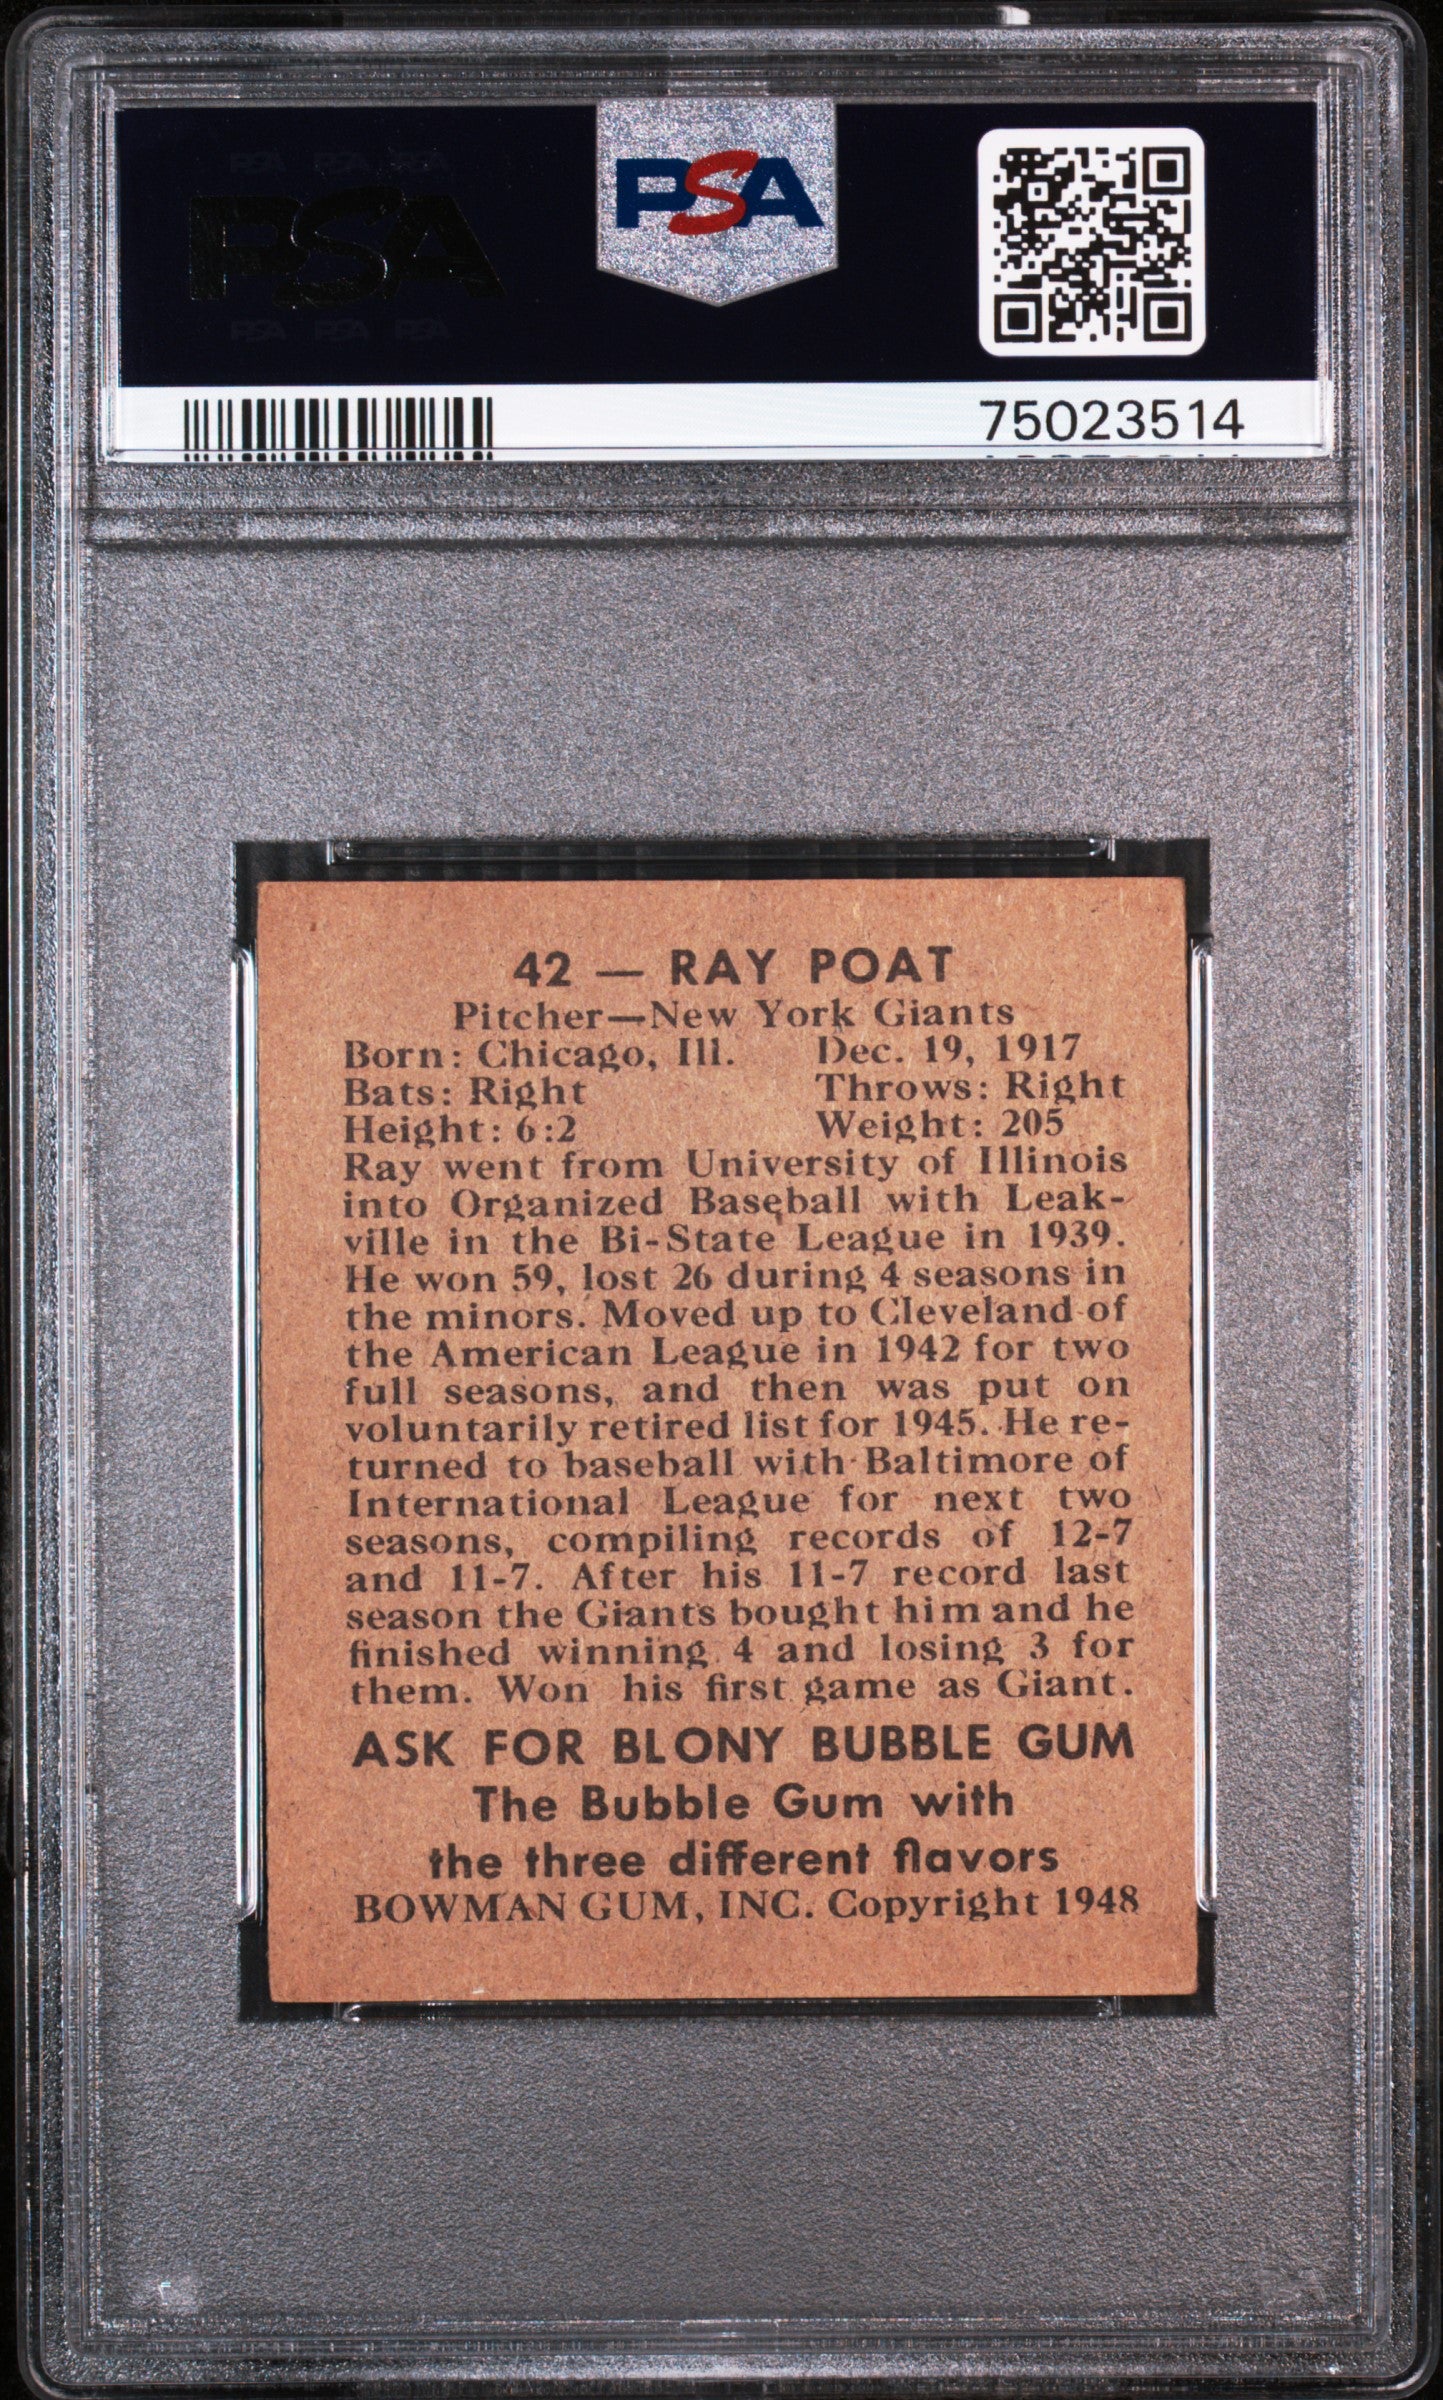 PSA PSA PSA
PSA
PSA PSA PSA
PSA
75023514
42 — RAY POAT
Pitcher—New York Giants
Born: Chicago, Ill. Dec. 19, 1917
Bats: Right Throws: Right
Height: 6:2 Weight: 205
Ray went from University of Illinois
into Organized Baseball with Leak-
ville in the Bi-State League in 1939.
He won 59, lost 26 during 4 seasons in
the minors. Moved up to Cleveland of
the American League in 1942 for two
full seasons, and then was put on
voluntarily retired list for 1945. He re-
turned to baseball with Baltimore of
International League for next two
seasons, compiling records of 12-7
and 11-7. After his 11-7 record last
season the Giants bought him and he
finished winning 4 and losing 3 for
them. Won his first game as Giant.
ASK FOR BLONY BUBBLE GUM
The Bubble Gum with
the three different flavors
BOWMAN GUM, INC. Copyright 1948